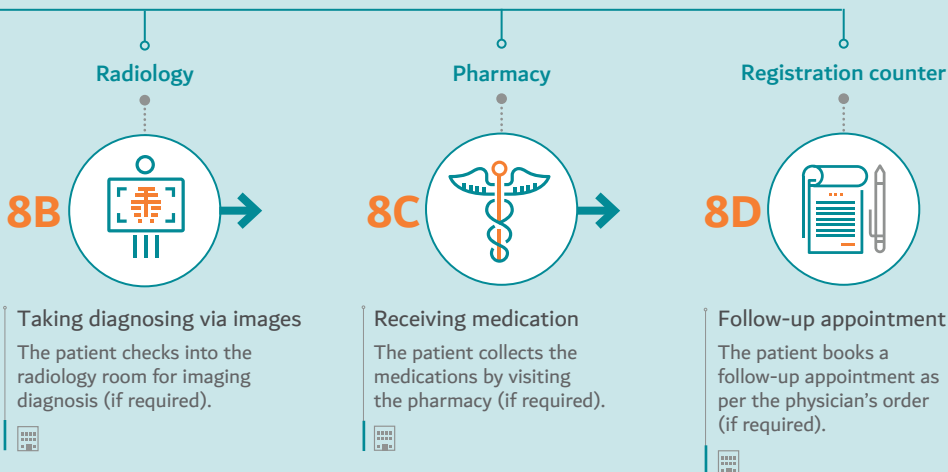 Radiology
8B
Taking diagnosing via images
The patient checks into the
radiology room for imaging
diagnosis (if required).
Pharmacy
8C
Receiving medication
The patient collects the
medications by visiting
the pharmacy (if required).
Registration counter
8D
Follow-up appointment
The patient books a
follow-up appointment as
per the physician’s order
(if required).